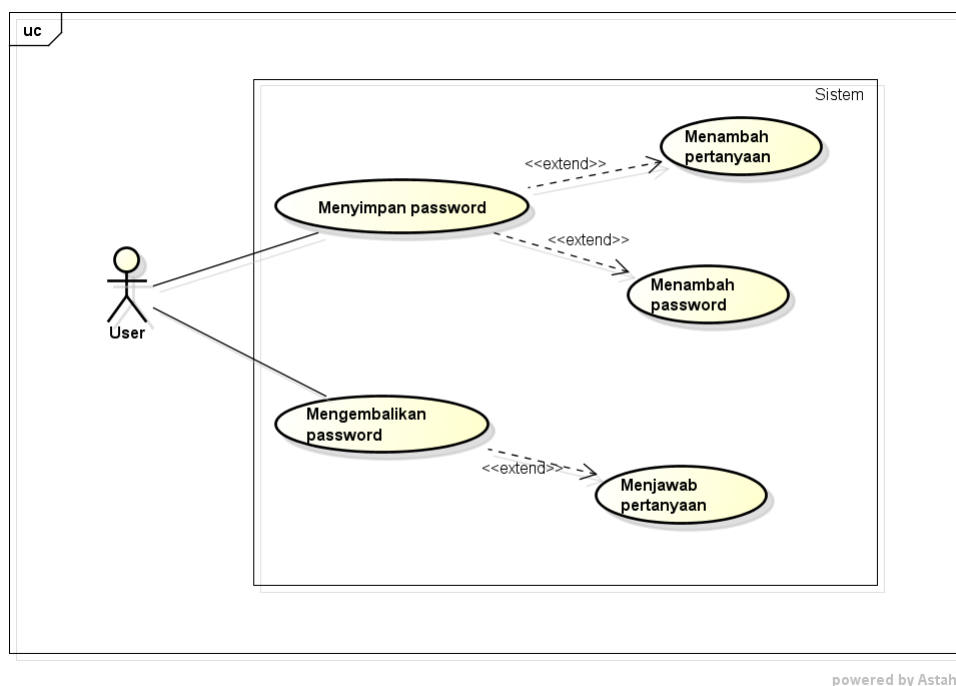 uc
Sistem
Menambah
pertanyaan
<<extend>>
Menyimpan password
<<extend>>
Menambah
password
User
Mengembalikan
password
<<extend>>
Menjawab
pertanyaan
powered by Astah